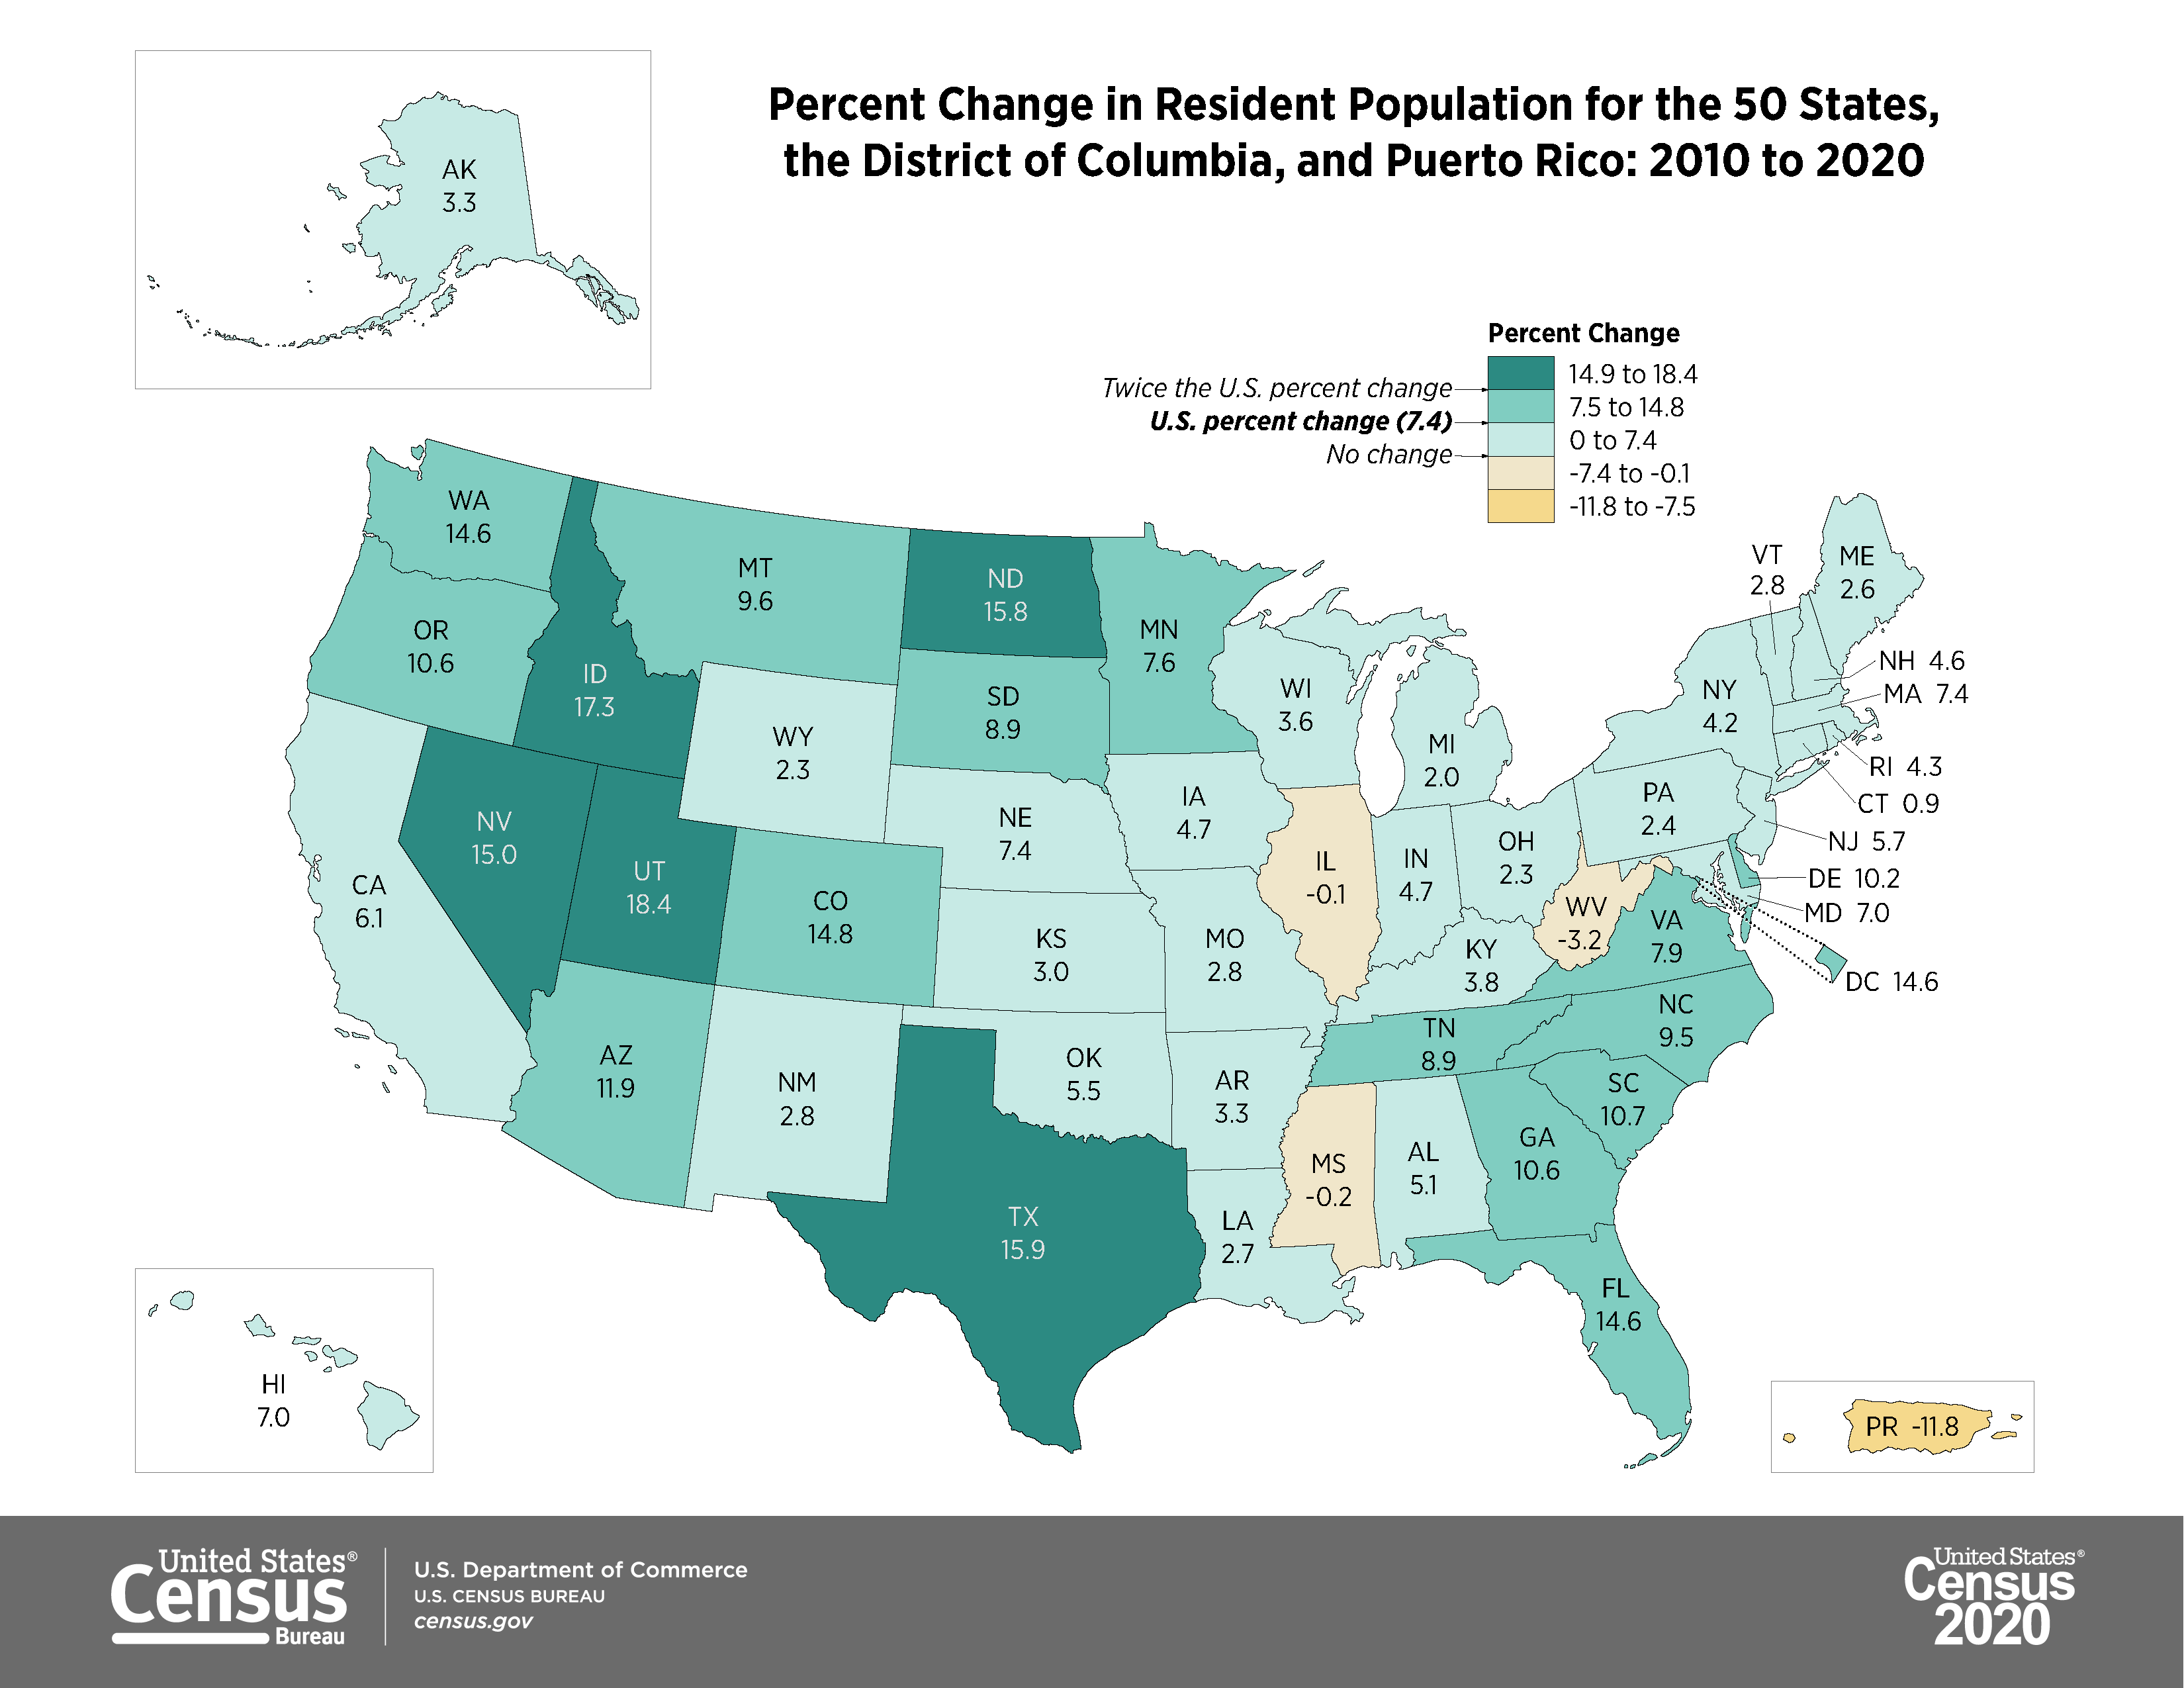 Percent Change in Resident Population for the 50 States,
the District of Columbia, and Puerto Rico: 2010 to 2020
AK
3.3
Percent Change
14.9 to 18.4
Twice the U.S. percent change
7.5 to 14.8
U.S. percent change (7.4)
0 to 7.4
No change
-7.4 to -0.1
-11.8 to -7.5
WA
14.6
MT
9.6
ND
15.8
MN
7.6
VT
2.8
ME
2.6
OR
10.6
ID
17.3
SD
8.9
WI
3.6
NH 4.6
NY
4.2
MA 7.4
WY
2.3
MI
2.0
RI 4.3
IA
4.7
PA
2.4
CT 0.9
NE
7.4
NV
15.0
OH
2.3
NJ 5.7
UT
18.4
IL
-0.1
IN
4.7
DE 10.2
CA
6.1
CO
14.8
WV
-3.2
MD 7.0
VA
7.9
KS
3.0
MO
2.8
KY
3.8
DC 14.6
NC
9.5
TN
8.9
AZ
11.9
OK
5.5
NM
2.8
AR
3.3
SC
10.7
GA
10.6
MS
-0.2
AL
5.1
TX
15.9
LA
2.7
FL
14.6
HI
7.0
PR -11.8
United States®
Census
Bureau
U.S. Department of Commerce
U.S. CENSUS BUREAU
census.gov
United States®
Census
2020